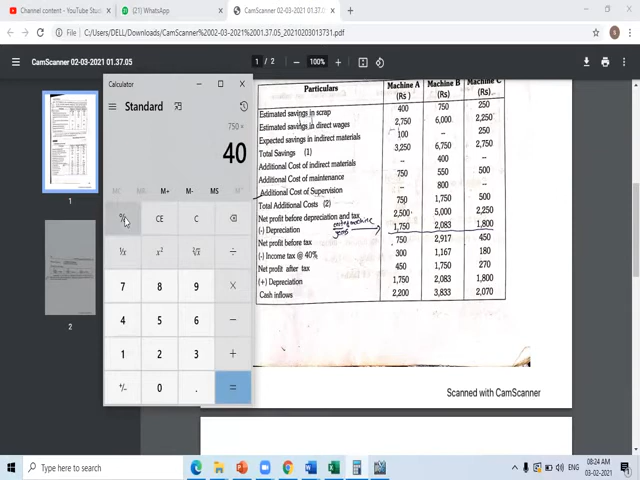 Channel content - YouTube Stu
(21) WhatsApp
CamScanner 02-03-2021 01.37.05
File | C:/Users/DELL/Downloads/CamScanner%2002-03-2021%2001.37.05_20210203013731.pdf
CamScanner 02-03-2021 01.37.05
1 / 2
100%
Calculator
Standard
750 ×
40
MC MR M+ M- MS M
% CE C
1/x x² ²√x ÷
7 8 9 ×
4 5 6 −
1 2 3 +
+/- 0 . =
1
2
Particulars Machine A Machine B Machine C
(Rs ) (Rs) (Rs.)
Estimated savings in scrap 400 750 250
Estimated savings in direct wages 2,750 6,000 2,250
Expected savings in indirect materials 100 -- 250
Total Savings (1) 3,250 6,750 2,750
Additional Cost of indirect materials -- 400 --
Additional Cost of maintenance 750 550 500
Additional Cost of Supervision -- 800 --
Total Additional Costs (2) 750 1,750 500
Net profit before depreciation and tax 2,500 5,000 2,250
(-) Depreciation cost of machine / years 1,750 2,083 1,800
Net profit before tax 750 2,917 450
(-) Income tax @ 40% 300 1,167 180
Net profit after tax 450 1,750 270
(+) Depreciation 1,750 2,083 1,800
Cash inflows 2,200 3,833 2,070
Scanned with CamScanner
Type here to search
ENG
08:24 AM
03-02-2021